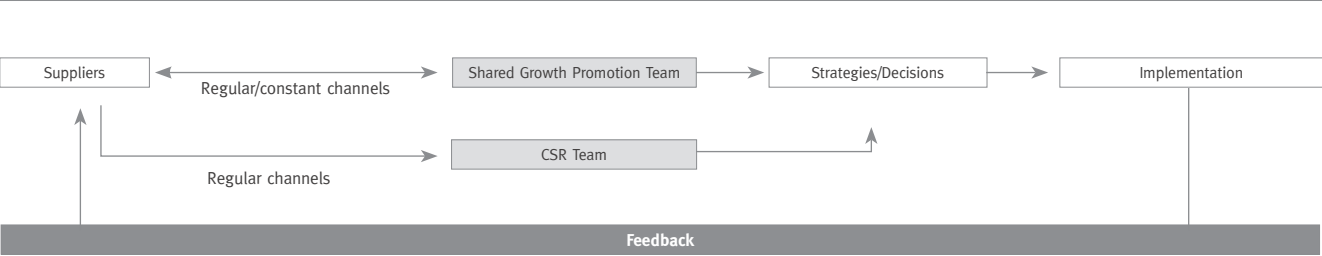 Suppliers
Regular/constant channels
Shared Growth Promotion Team
Strategies/Decisions
Implementation
Regular channels
CSR Team
Feedback